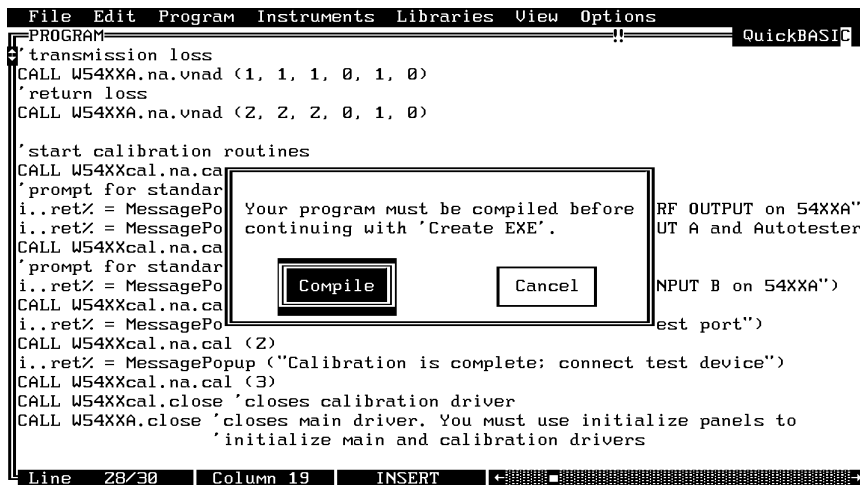 File Edit Program Instruments Libraries View Options
PROGRAM !! QuickBASIC
'transmission loss
CALL W54XXA.na.vnad (1, 1, 1, 0, 1, 0)
'return loss
CALL W54XXA.na.vnad (2, 2, 2, 0, 1, 0)
'start calibration routines
CALL W54XXcal.na.ca
'prompt for standar
i..ret% = MessagePo
RF OUTPUT on 54XXA"
i..ret% = MessagePo
UT A and Autotester
CALL W54XXcal.na.ca
'prompt for standar
i..ret% = MessagePo
NPUT B on 54XXA")
CALL W54XXcal.na.ca
i..ret% = MessagePo
est port")
Your program must be compiled before
continuing with 'Create EXE'.
Compile Cancel
CALL W54XXcal.na.cal (2)
i..ret% = MessagePopup ("Calibration is complete; connect test device")
CALL W54XXcal.na.cal (3)
CALL W54XXcal.close 'closes calibration driver
CALL W54XXA.close 'closes main driver. You must use initialize panels to
'initialize main and calibration drivers
Line 28/30 Column 19 INSERT